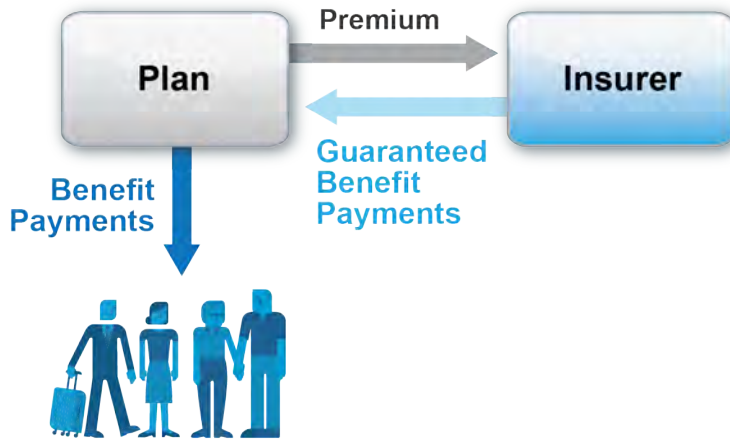 Premium
Plan
Insurer
Guaranteed
Benefit
Payments
Benefit
Payments